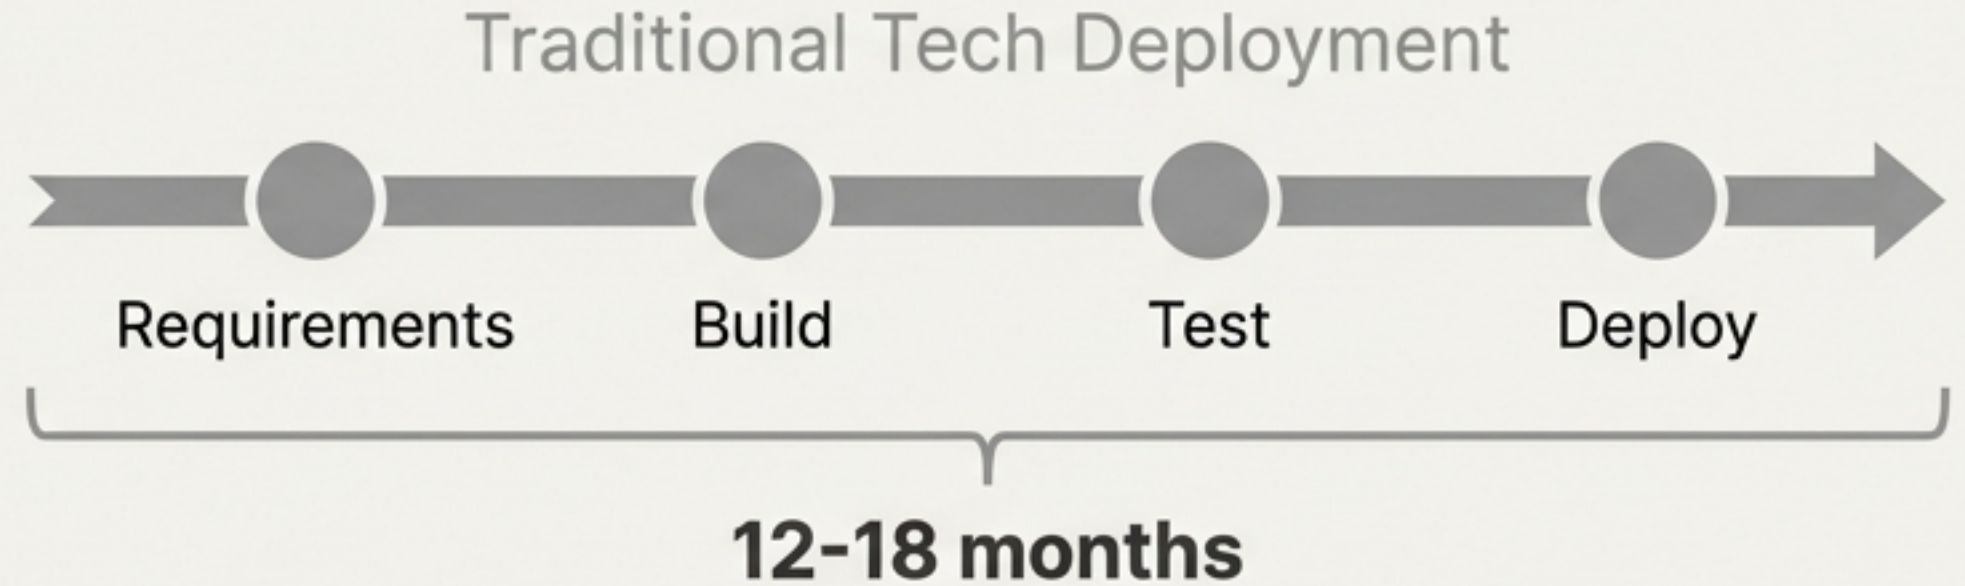 Traditional Tech Deployment
Requirements Build Test Deploy
12-18 months